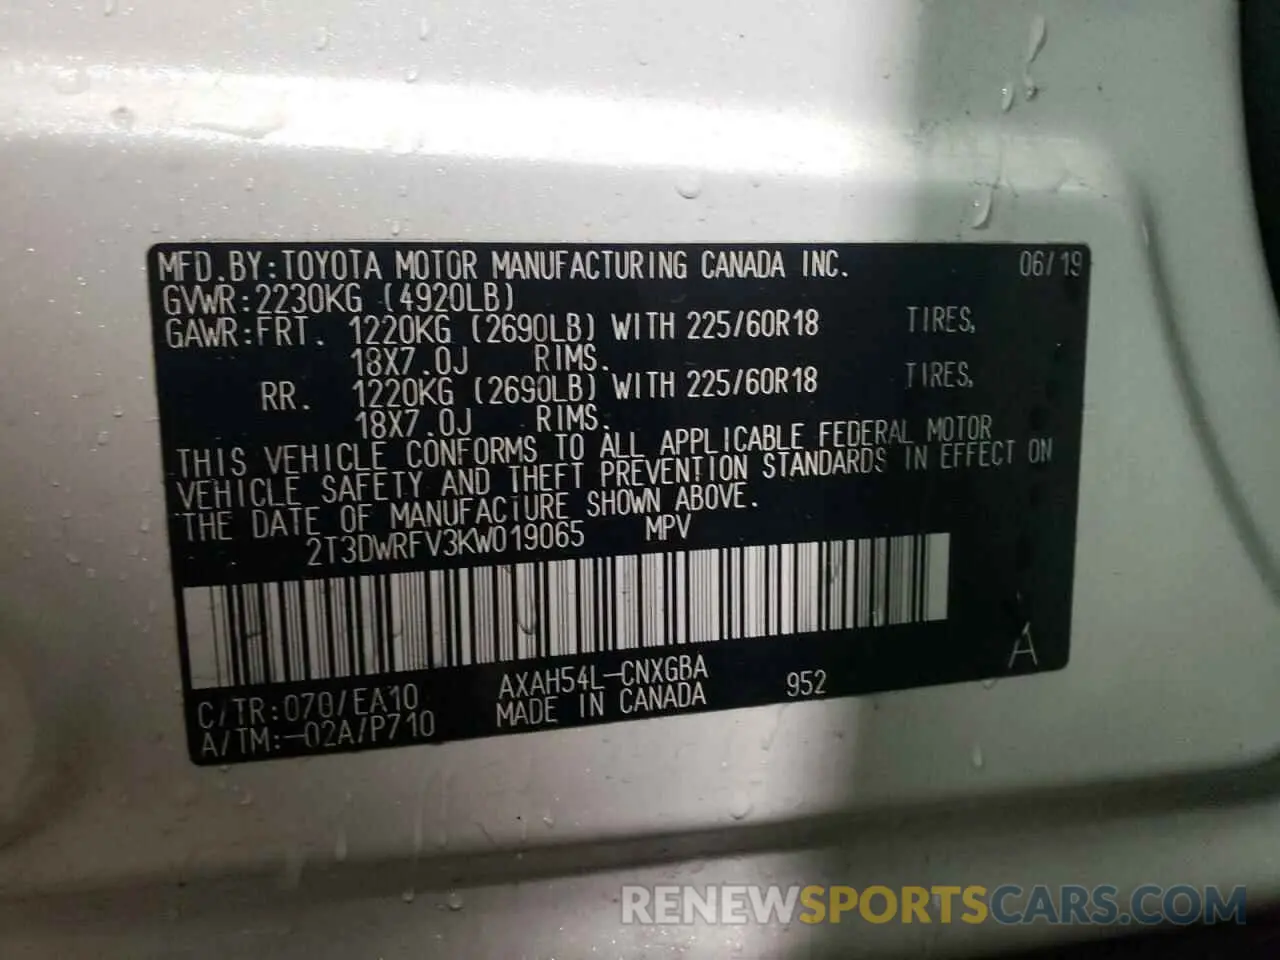 MFD.BY:TOYOTA MOTOR MANUFACTURING CANADA INC. 06/19
GVWR:2230KG (4920LB)
GAWR:FRT. 1220KG (2690LB) WITH 225/60R18 TIRES,
18X7.0J RIMS.
RR. 1220KG (2690LB) WITH 225/60R18 TIRES,
18X7.0J RIMS.
THIS VEHICLE CONFORMS TO ALL APPLICABLE FEDERAL MOTOR
VEHICLE SAFETY AND THEFT PREVENTION STANDARDS IN EFFECT ON
THE DATE OF MANUFACTURE SHOWN ABOVE.
2T3DWRFV3KW019065 MPV
A
C/TR:070/EA10 AXAH54L-CNXGBA 952
A/TM:-02A/P710 MADE IN CANADA
RENEWSPORTSCARS.COM